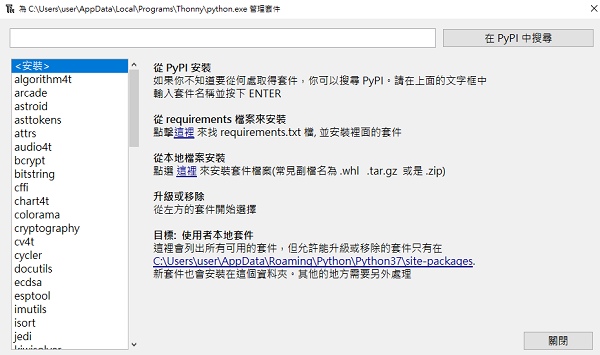 為 C:\Users\user\AppData\Local\Programs\Thonny\python.exe 管理套件
在 PyPI 中搜尋
<安裝>
algorithm4t
arcade
astroid
asttokens
attrs
audio4t
bcrypt
bitstring
cffi
chart4t
colorama
cryptography
cv4t
cycler
docutils
ecdsa
esptool
imutils
isort
jedi
kiwisolver
從 PyPI 安裝
如果你不知道要從何處取得套件，你可以搜尋 PyPI。請在上面的文字框中
輸入套件名稱並按下 ENTER
從 requirements 檔案來安裝
點擊這裡 來找 requirements.txt 檔, 並安裝裡面的套件
從本地檔案安裝
點選 這裡 來安裝套件檔案(常見副檔名為 .whl .tar.gz 或是 .zip)
升級或移除
從左方的套件開始選擇
目標: 使用者本地套件
這裡會列出所有可用的套件，但允許能升級或移除的套件只有在
C:\Users\user\AppData\Roaming\Python\Python37\site-packages.
新套件也會安裝在這個資料夾。其他的地方需要另外處理
關閉